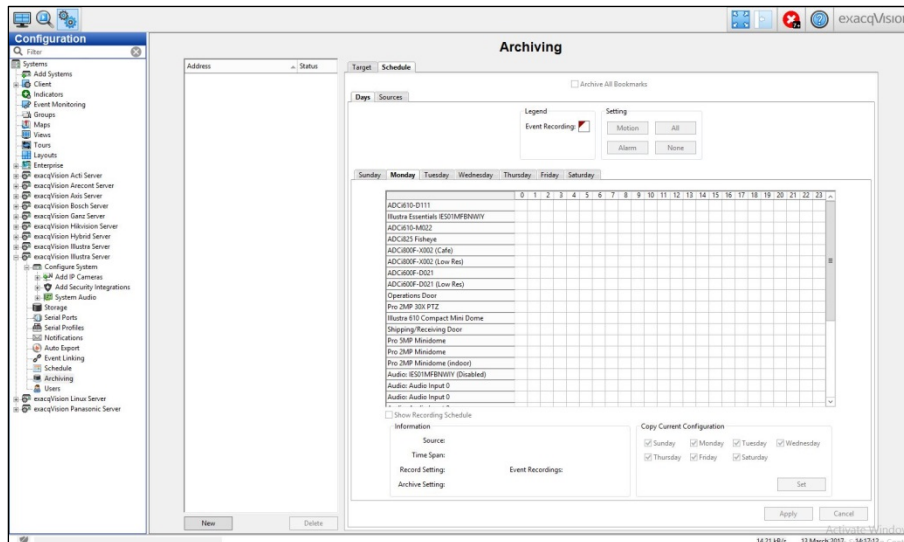 exacqVision
Configuration
Filter
Systems
Add Systems
Client
Indicators
Event Monitoring
Groups
Maps
Views
Tours
Layouts
Enterprise
exacqVision Acti Server
exacqVision Arecont Server
exacqVision Axis Server
exacqVision Bosch Server
exacqVision Ganz Server
exacqVision Hikvision Server
exacqVision Hybrid Server
exacqVision Illustra Server
exacqVision Illustra Server
Configure System
Add IP Cameras
Add Security Integrations
System Audio
Storage
Serial Ports
Serial Profiles
Notifications
Auto Export
Event Linking
Schedule
Archiving
Users
exacqVision Linux Server
exacqVision Panasonic Server
Archiving
Address Status
New Delete
Target Schedule
Archive All Bookmarks
Days Sources
Legend
Event Recording:
Setting
Motion All
Alarm None
Sunday Monday Tuesday Wednesday Thursday Friday Saturday
0 1 2 3 4 5 6 7 8 9 10 11 12 13 14 15 16 17 18 19 20 21 22 23
ADCi610-D111
Illustra Essentials IES01MFBNWIY
ADCi610-M022
ADCi825 Fisheye
ADCi800F-X002 (Cafe)
ADCi800F-X002 (Low Res)
ADCi600F-D021
ADCi600F-D021 (Low Res)
Operations Door
Pro 2MP 30X PTZ
Illustra 610 Compact Mini Dome
Shipping/Receiving Door
Pro 5MP Minidome
Pro 2MP Minidome
Pro 2MP Minidome (indoor)
Audio: IES01MFBNWIY (Disabled)
Audio: Audio Input 0
Audio: Audio Input 0
Show Recording Schedule
Information
Source:
Time Span:
Record Setting: Event Recordings:
Archive Setting:
Copy Current Configuration
Sunday Monday Tuesday Wednesday
Thursday Friday Saturday
Set
Apply Cancel
Activate Window
14.21 kB/s 13 March 2017 14:17:12